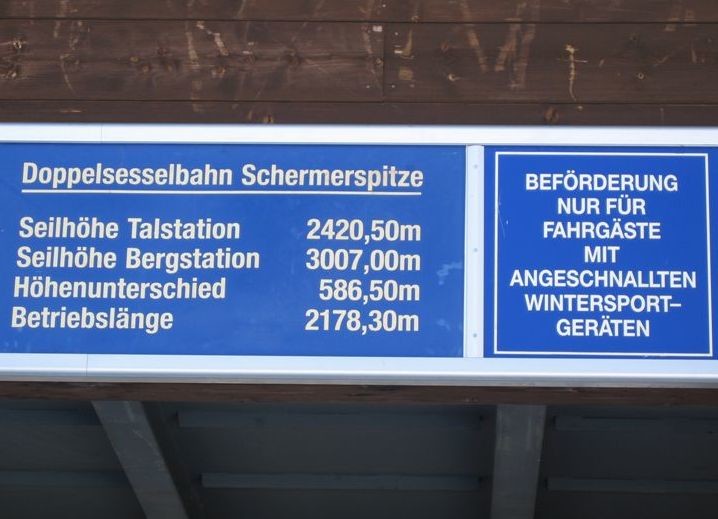 Doppelsesselbahn Schermerspitze
Seilhöhe Talstation 2420,50m
Seilhöhe Bergstation 3007,00m
Höhenunterschied 586,50m
Betriebslänge 2178,30m
BEFÖRDERUNG
NUR FÜR
FAHRGÄSTE
MIT
ANGESCHNALLTEN
WINTERSPORT–
GERÄTEN